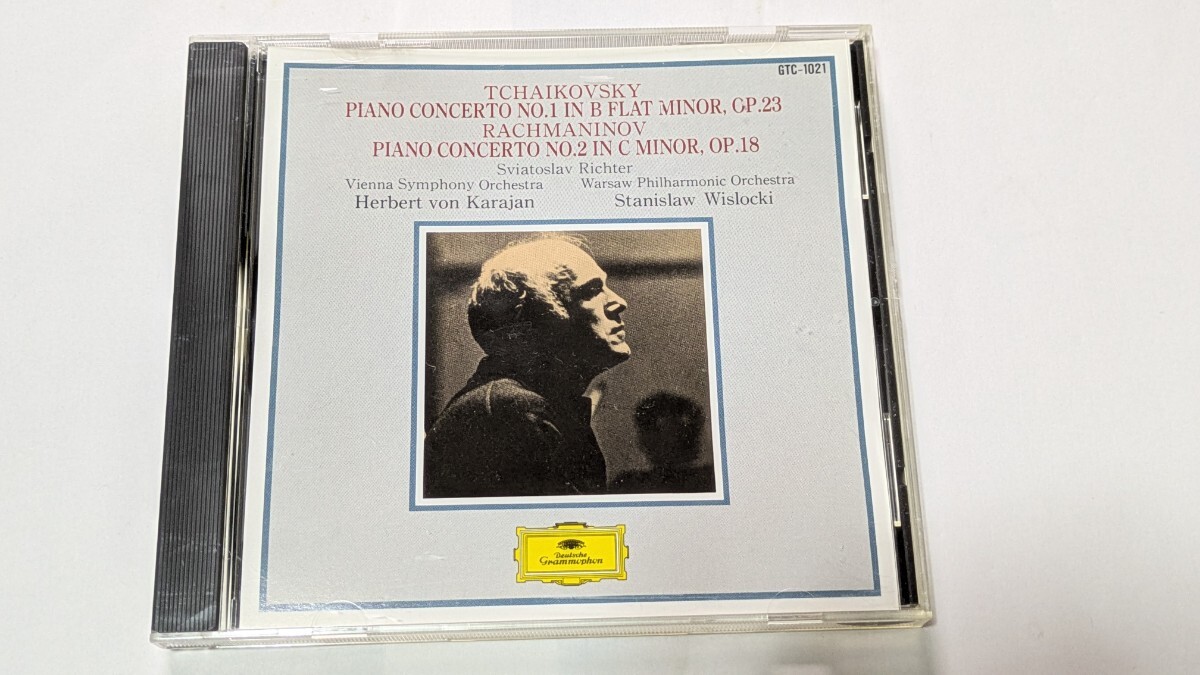 GTC-1021
TCHAIKOVSKY
PIANO CONCERTO NO.1 IN B FLAT MINOR, OP.23
RACHMANINOV
PIANO CONCERTO NO.2 IN C MINOR, OP.18
Sviatoslav Richter
Vienna Symphony Orchestra Warsaw Philharmonic Orchestra
Herbert von Karajan Stanislaw Wislocki
Deutsche
Grammophon